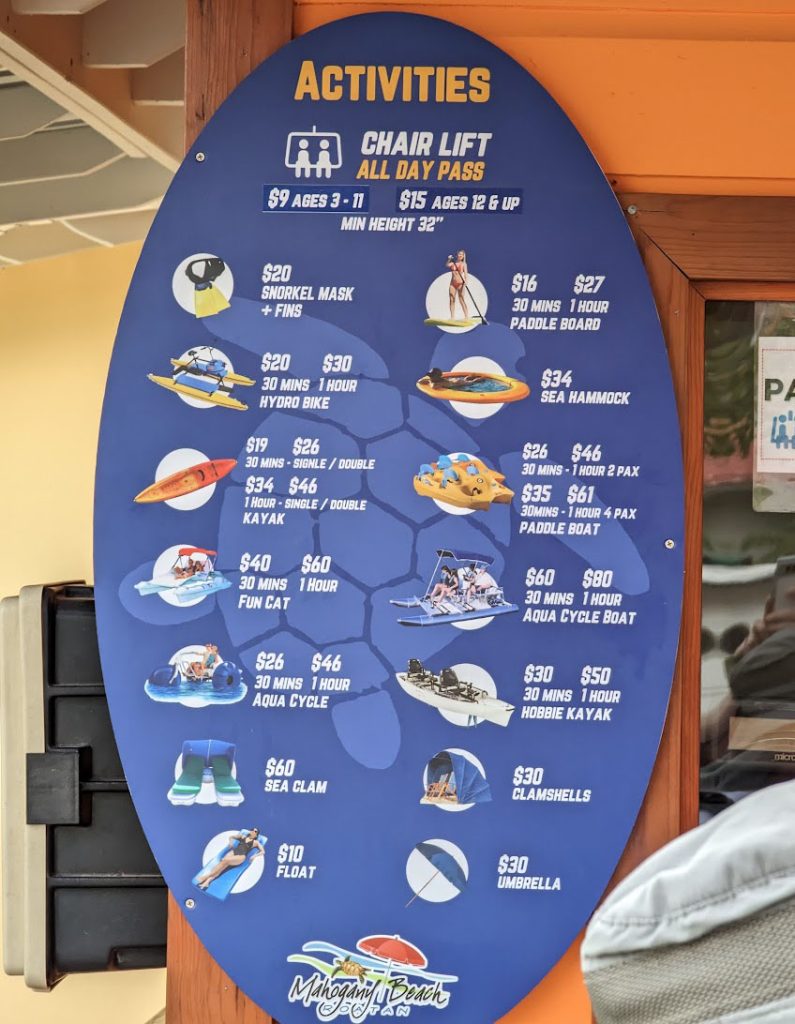 ACTIVITIES
CHAIR LIFT
ALL DAY PASS
$9 AGES 3 - 11 $15 AGES 12 & UP
MIN HEIGHT 32"
$20
SNORKEL MASK
+ FINS
$16 $27
30 MINS 1 HOUR
PADDLE BOARD
$20 $30
30 MINS 1 HOUR
HYDRO BIKE
$34
SEA HAMMOCK
$19 $26
30 MINS - SIGNLE / DOUBLE
$34 $46
1 HOUR - SINGLE / DOUBLE
KAYAK
$26 $46
30 MINS - 1 HOUR 2 PAX
$35 $61
30MINS - 1 HOUR 4 PAX
PADDLE BOAT
$40 $60
30 MINS 1 HOUR
FUN CAT
$60 $80
30 MINS 1 HOUR
AQUA CYCLE BOAT
$26 $46
30 MINS 1 HOUR
AQUA CYCLE
$30 $50
30 MINS 1 HOUR
HOBBIE KAYAK
$60
SEA CLAM
$30
CLAMSHELLS
$10
FLOAT
$30
UMBRELLA
Mahogany Beach
ROATAN
PA
micro